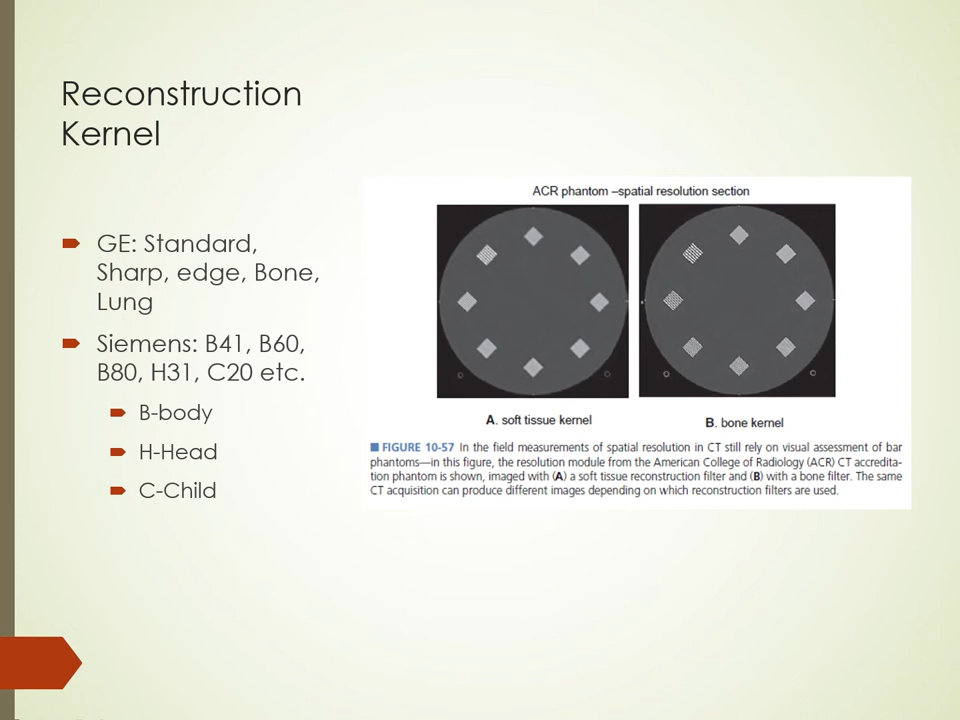 Reconstruction
Kernel
GE: Standard,
Sharp, edge, Bone,
Lung
Siemens: B41, B60,
B80, H31, C20 etc.
B-body
H-Head
C-Child
ACR phantom –spatial resolution section
A. soft tissue kernel
B. bone kernel
FIGURE 10-57 In the field measurements of spatial resolution in CT still rely on visual assessment of bar
phantoms—in this figure, the resolution module from the American College of Radiology (ACR) CT accredita-
tion phantom is shown, imaged with (A) a soft tissue reconstruction filter and (B) with a bone filter. The same
CT acquisition can produce different images depending on which reconstruction filters are used.